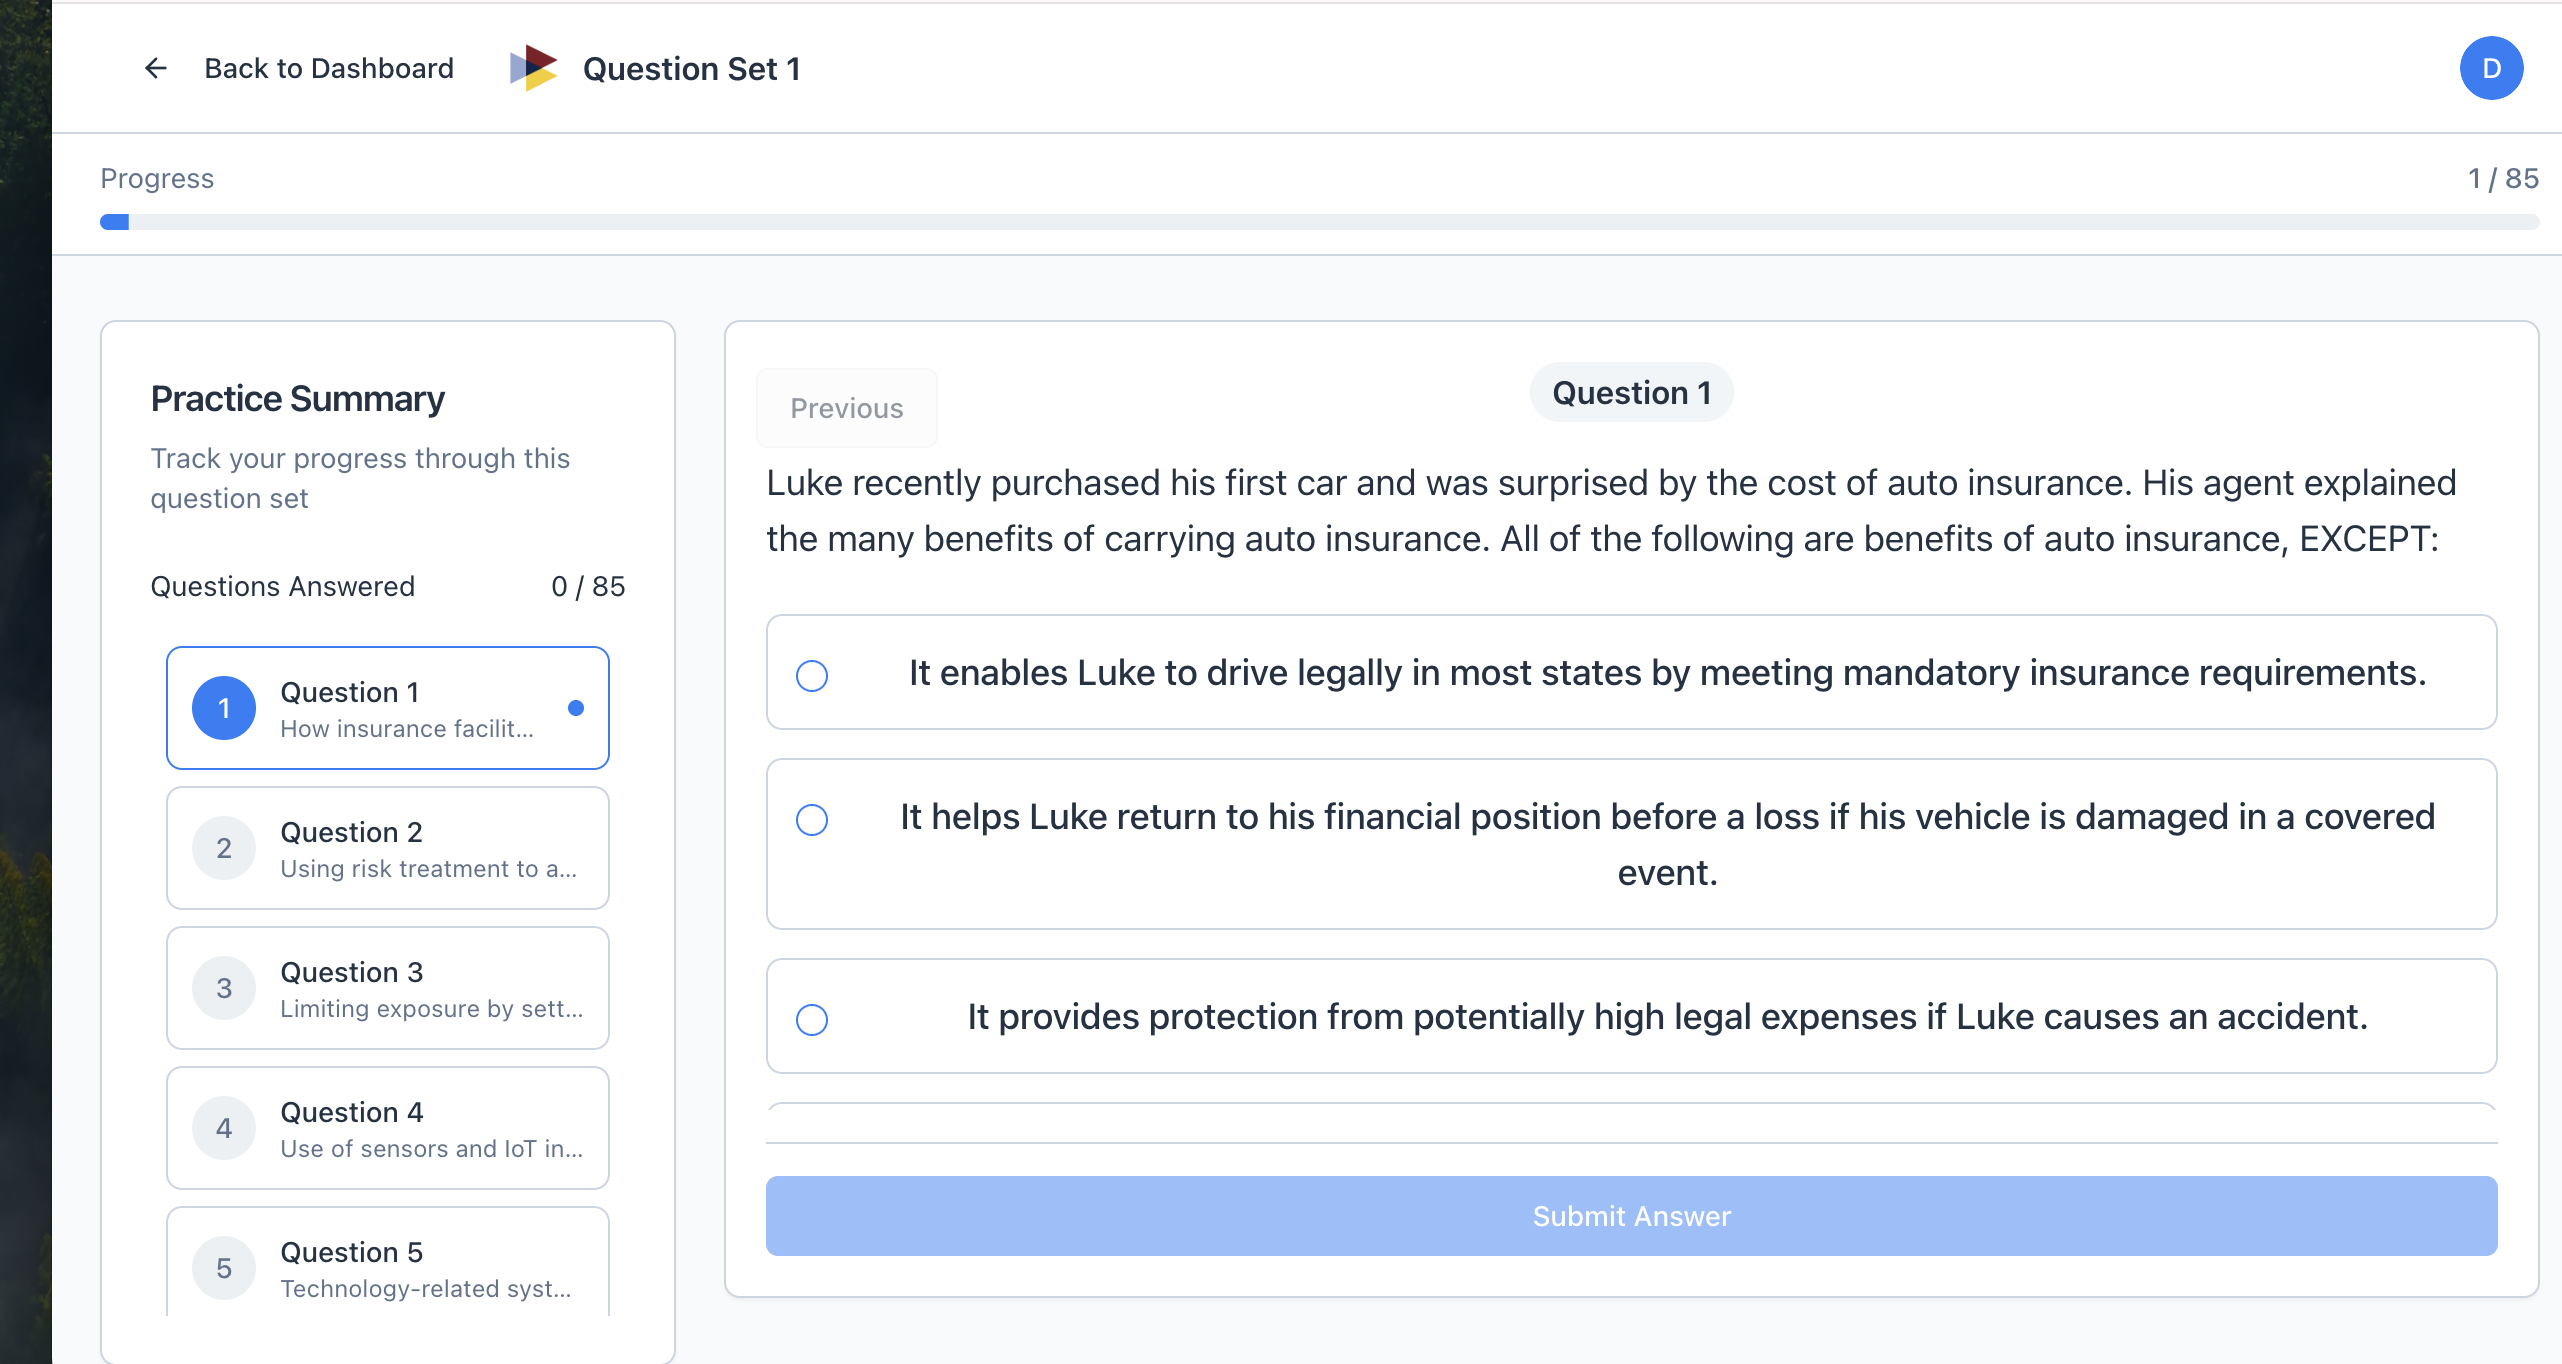 Back to Dashboard
Question Set 1
D
Progress
1 / 85
Practice Summary
Track your progress through this
question set
Questions Answered
0 / 85
1
Question 1
How insurance facilit...
2
Question 2
Using risk treatment to a...
3
Question 3
Limiting exposure by sett...
4
Question 4
Use of sensors and IoT in...
5
Question 5
Technology-related syst...
Previous
Question 1
Luke recently purchased his first car and was surprised by the cost of auto insurance. His agent explained
the many benefits of carrying auto insurance. All of the following are benefits of auto insurance, EXCEPT:
It enables Luke to drive legally in most states by meeting mandatory insurance requirements.
It helps Luke return to his financial position before a loss if his vehicle is damaged in a covered
event.
It provides protection from potentially high legal expenses if Luke causes an accident.
Submit Answer